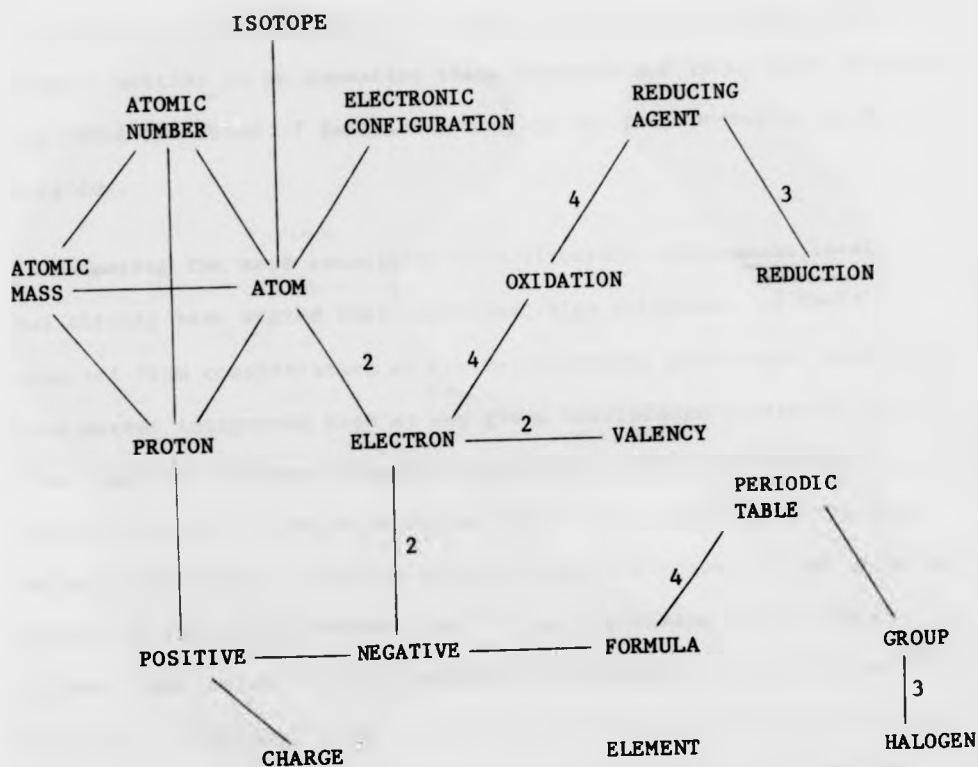 ISOTOPE
ATOMIC
NUMBER
ELECTRONIC
CONFIGURATION
REDUCING
AGENT
4
3
ATOMIC
MASS
ATOM
OXIDATION
REDUCTION
2
4
PROTON
ELECTRON
2
VALENCY
PERIODIC
TABLE
2
4
POSITIVE
NEGATIVE
FORMULA
GROUP
3
CHARGE
ELEMENT
HALOGEN